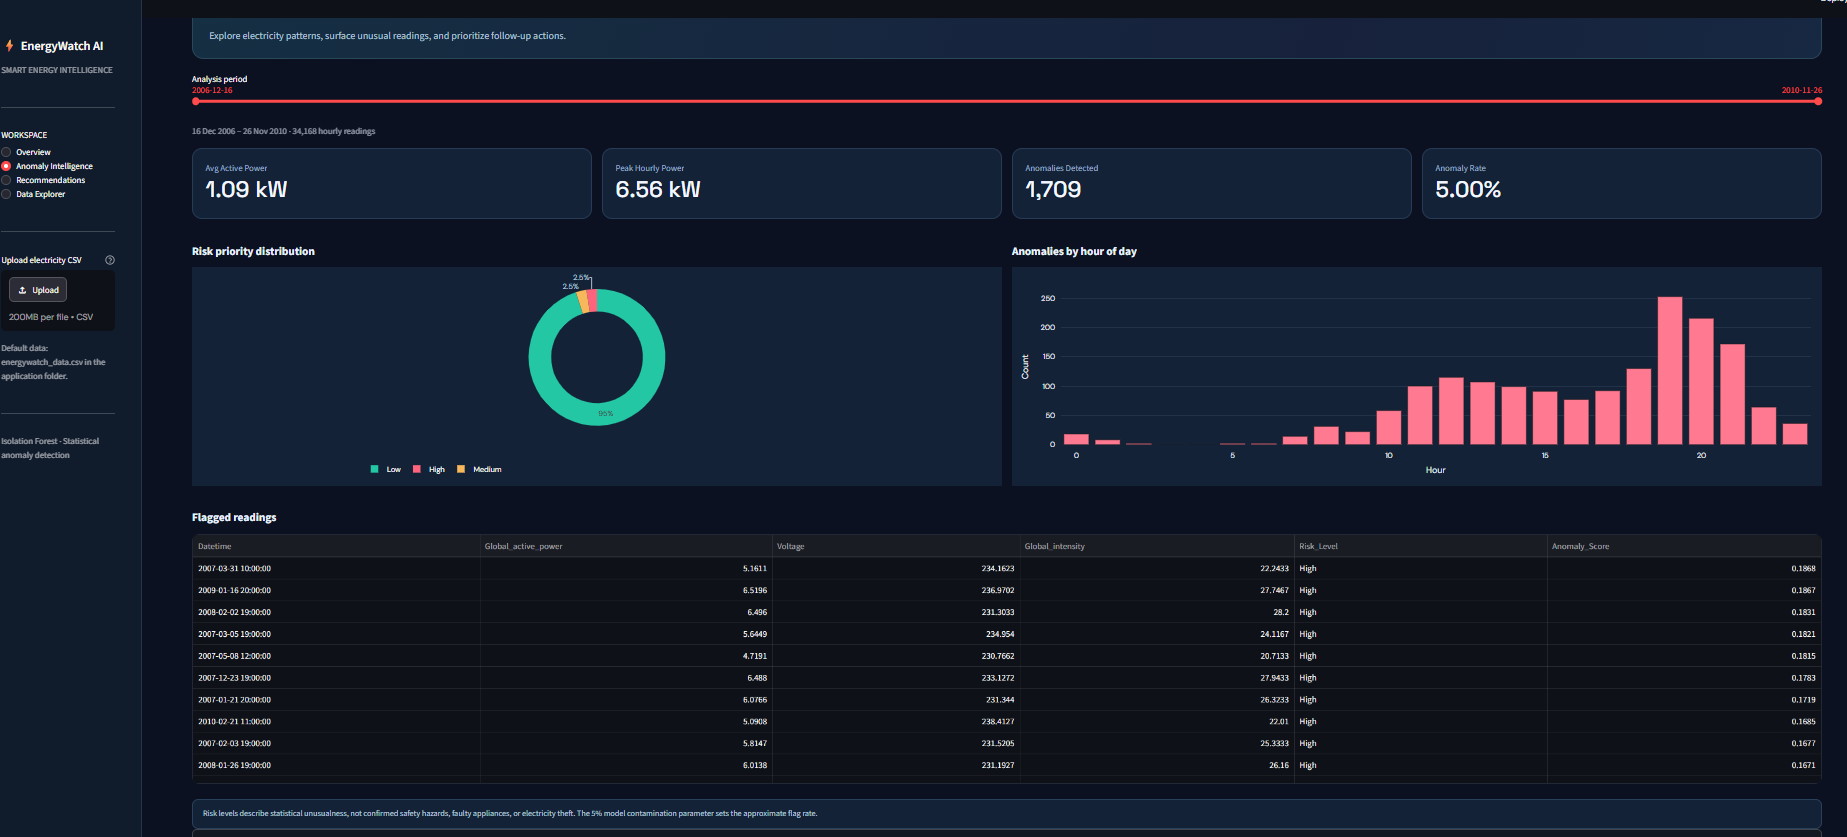 Explore electricity patterns, surface unusual readings, and prioritize follow-up actions.
EnergyWatch AI
SMART ENERGY INTELLIGENCE
WORKSPACE
Overview
Anomaly Intelligence
Recommendations
Data Explorer
Upload electricity CSV
Upload
200MB per file • CSV
Default data:
energywatch_data.csv in the
application folder.
Isolation Forest · Statistical
anomaly detection
Analysis period
2006-12-16
2010-11-26
16 Dec 2006 – 26 Nov 2010 · 34,168 hourly readings
Avg Active Power
1.09 kW
Peak Hourly Power
6.56 kW
Anomalies Detected
1,709
Anomaly Rate
5.00%
Risk priority distribution
2.5%
2.5%
95%
Low High Medium
Anomalies by hour of day
Count
250
200
150
100
50
0
0 5 10 15 20
Hour
Flagged readings
Datetime Global_active_power Voltage Global_intensity Risk_Level Anomaly_Score
2007-03-31 10:00:00 5.1611 234.1623 22.2433 High 0.1868
2009-01-16 20:00:00 6.5196 236.9702 27.7467 High 0.1867
2008-02-02 19:00:00 6.496 231.3033 28.2 High 0.1831
2007-03-05 19:00:00 5.6449 234.954 24.1167 High 0.1821
2007-05-08 12:00:00 4.7191 230.7662 20.7133 High 0.1815
2007-12-23 19:00:00 6.488 233.1272 27.9433 High 0.1783
2007-01-21 20:00:00 6.0766 231.344 26.3233 High 0.1719
2010-02-21 11:00:00 5.0908 238.4127 22.01 High 0.1685
2007-02-03 19:00:00 5.8147 231.5205 25.3333 High 0.1677
2008-01-26 19:00:00 6.0138 231.1927 26.16 High 0.1671
Risk levels describe statistical unusualness, not confirmed safety hazards, faulty appliances, or electricity theft. The 5% model contamination parameter sets the approximate flag rate.